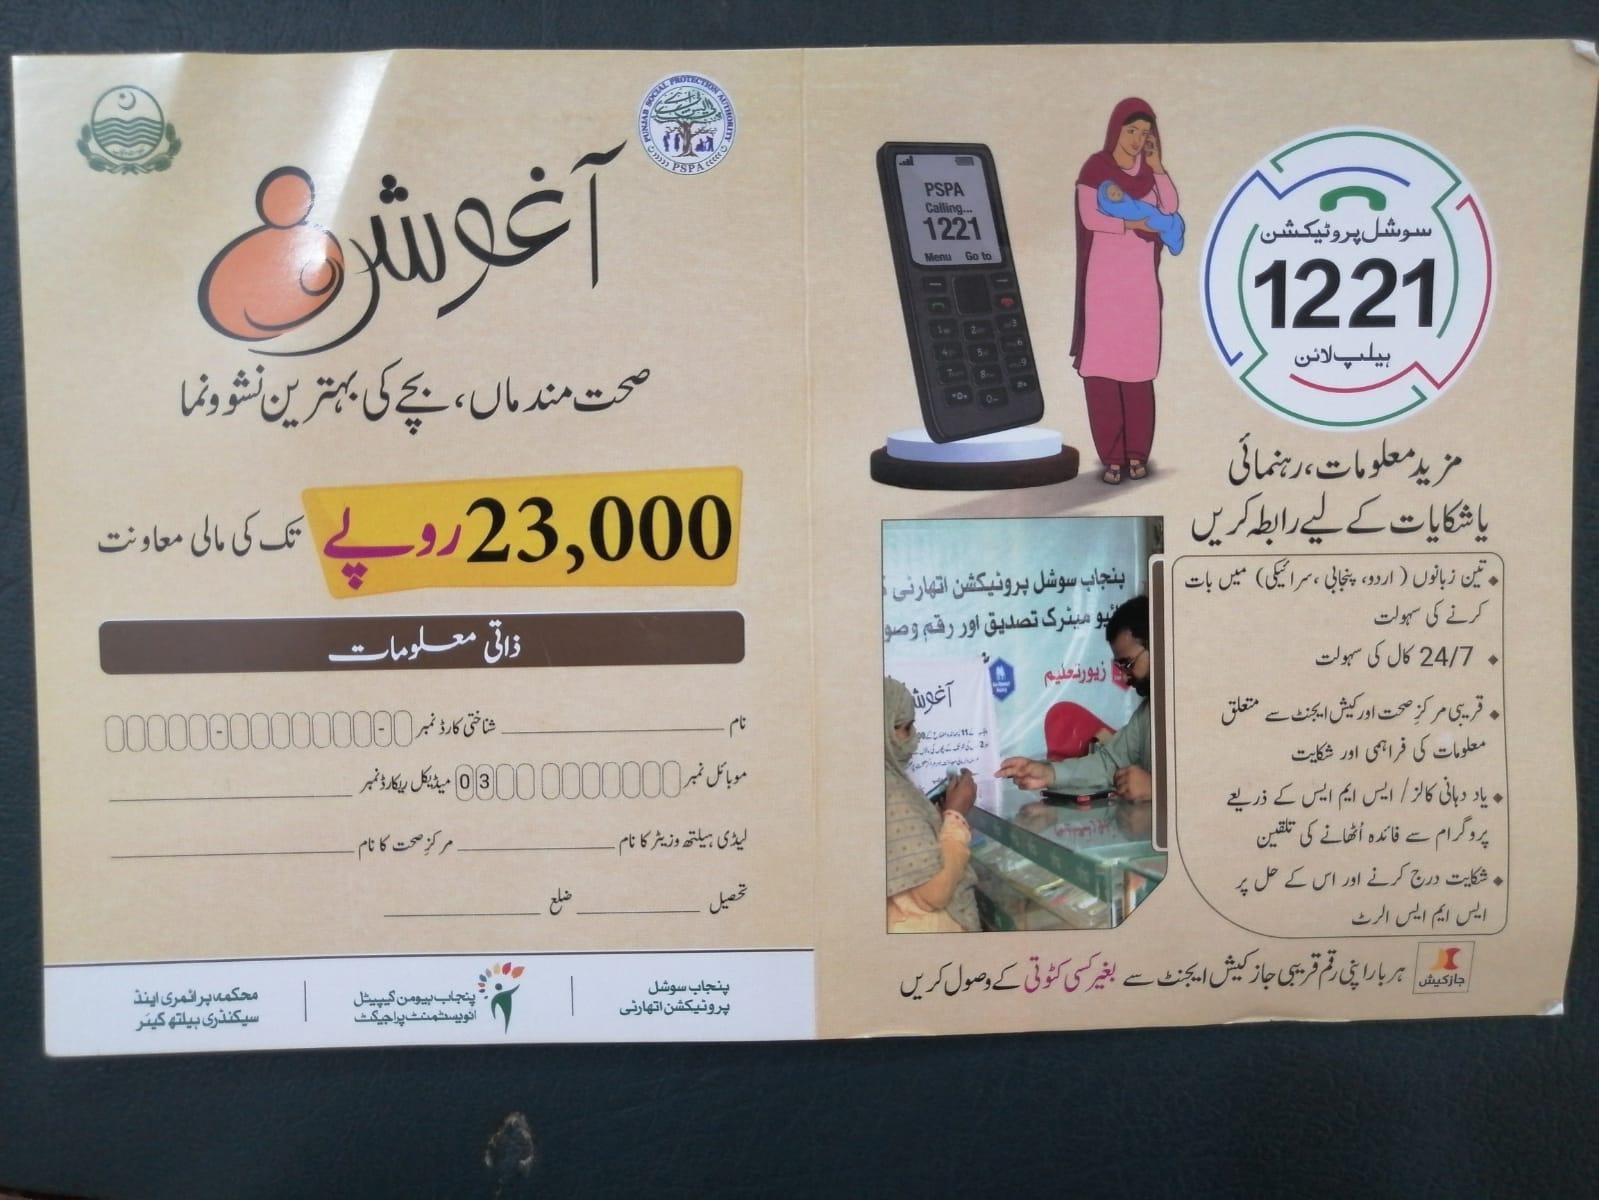 PUNJAB SOCIAL PROTECTION AUTHORITY
PSPA
آغوش
صحت مند ماں، بچے کی بہترین نشوونما
23,000 روپے تک کی مالی معاونت
ذاتی معلومات
نام شناختی کارڈ نمبر - -
موبائل نمبر 0 3 میڈیکل ریکارڈ نمبر
لیڈی ہیلتھ وزیٹر کا نام مرکزِ صحت کا نام
تحصیل ضلع
پنجاب سوشل
پروٹیکشن اتھارٹی
پنجاب ہیومن کیپیٹل
انویسٹمنٹ پراجیکٹ
محکمہ پرائمری اینڈ
سیکنڈری ہیلتھ کیئر
PSPA
Calling...
1221
Menu Go to
سوشل پروٹیکشن
1221
ہیلپ لائن
مزید معلومات، رہنمائی
یا شکایات کے لیے رابطہ کریں
• تین زبانوں (اردو، پنجابی، سرائیکی) میں بات
کرنے کی سہولت
• 24/7 کال کی سہولت
• قریبی مرکزِ صحت اور کیش ایجنٹ سے متعلق
معلومات کی فراہمی اور شکایت
• یاد دہانی کالز/ ایس ایم ایس کے ذریعے
پروگرام سے فائدہ اُٹھانے کی تلقین
• شکایت درج کرنے اور اس کے حل پر
ایس ایم ایس الرٹ
پنجاب سوشل پروٹیکشن اتھارٹی
میٹرک تصدیق اور رقم
زیور تعلیم
آغوش
جاز کیش
ہر بار اپنی رقم قریبی جاز کیش ایجنٹ سے بغیر کسی کٹوتی کے وصول کریں